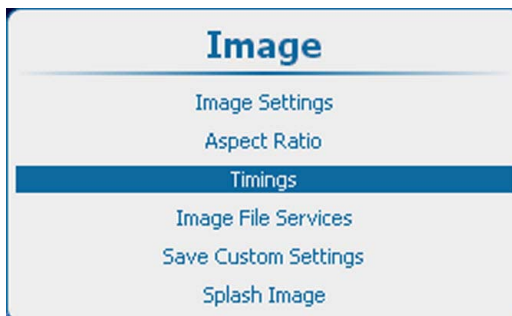 Image
Image Settings
Aspect Ratio
Timings
Image File Services
Save Custom Settings
Splash Image